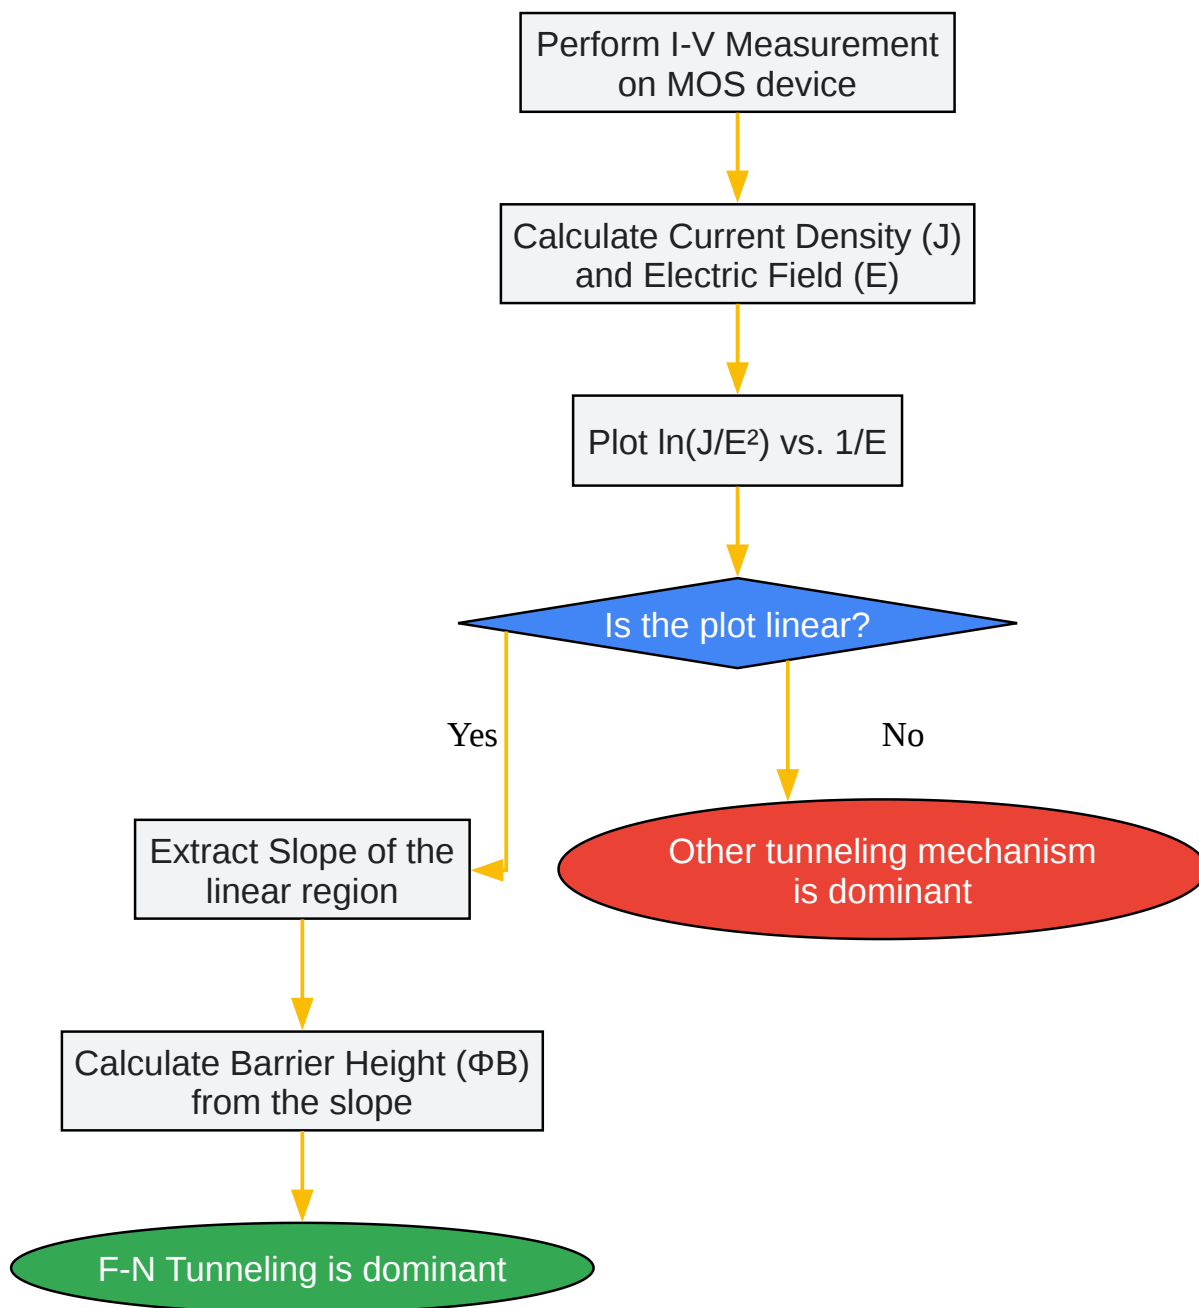 Perform I-V Measurement
on MOS device
Calculate Current Density (J)
and Electric Field (E)
Plot ln(J/E²) vs. 1/E
Is the plot linear?
Yes
No
Extract Slope of the
linear region
Other tunneling mechanism
is dominant
Calculate Barrier Height (ΦB)
from the slope
F-N Tunneling is dominant